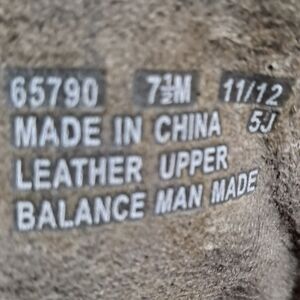 65790 7½M 11/12
MADE IN CHINA 5J
LEATHER UPPER
BALANCE MAN MADE